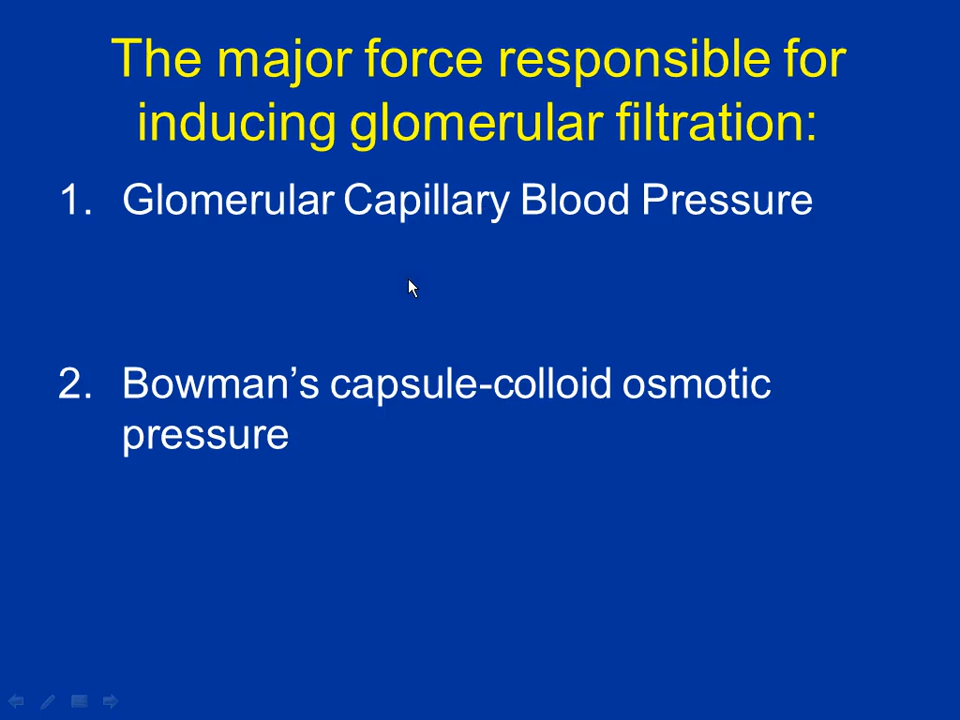 The major force responsible for
inducing glomerular filtration:
1. Glomerular Capillary Blood Pressure
2. Bowman’s capsule-colloid osmotic
pressure